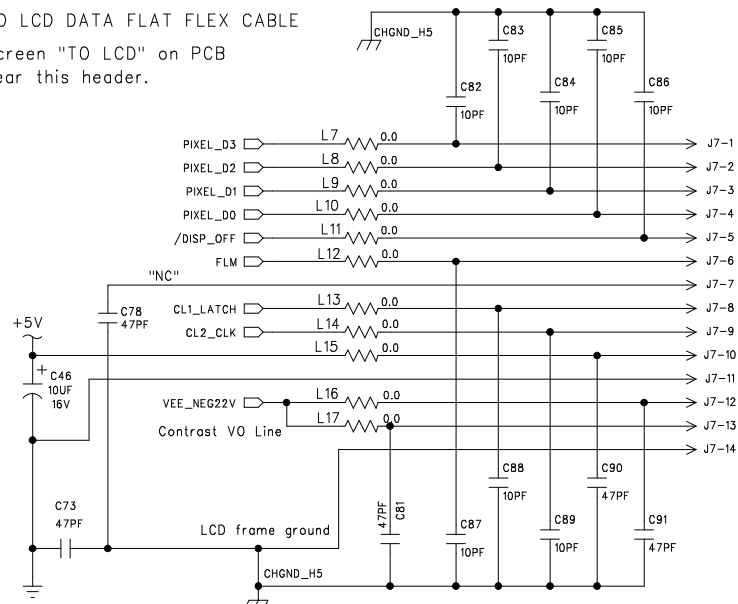 O LCD DATA FLAT FLEX CABLE
creen "TO LCD" on PCB
ear this header.
CHGND_H5
C83
10PF
C85
10PF
C82
10PF
C84
10PF
C86
10PF
PIXEL_D3 L7 0.0 J7-1
PIXEL_D2 L8 0.0 J7-2
PIXEL_D1 L9 0.0 J7-3
PIXEL_D0 L10 0.0 J7-4
/DISP_OFF L11 0.0 J7-5
FLM L12 0.0 J7-6
"NC" J7-7
C78
47PF
CL1_LATCH L13 0.0 J7-8
CL2_CLK L14 0.0 J7-9
+5V L15 0.0 J7-10
+ C46
10UF
16V
J7-11
VEE_NEG22V L16 0.0 J7-12
L17 0.0 J7-13
Contrast VO Line
J7-14
C88
10PF
C90
47PF
C73
47PF
LCD frame ground
47PF
C81
C87
10PF
C89
10PF
C91
47PF
CHGND_H5